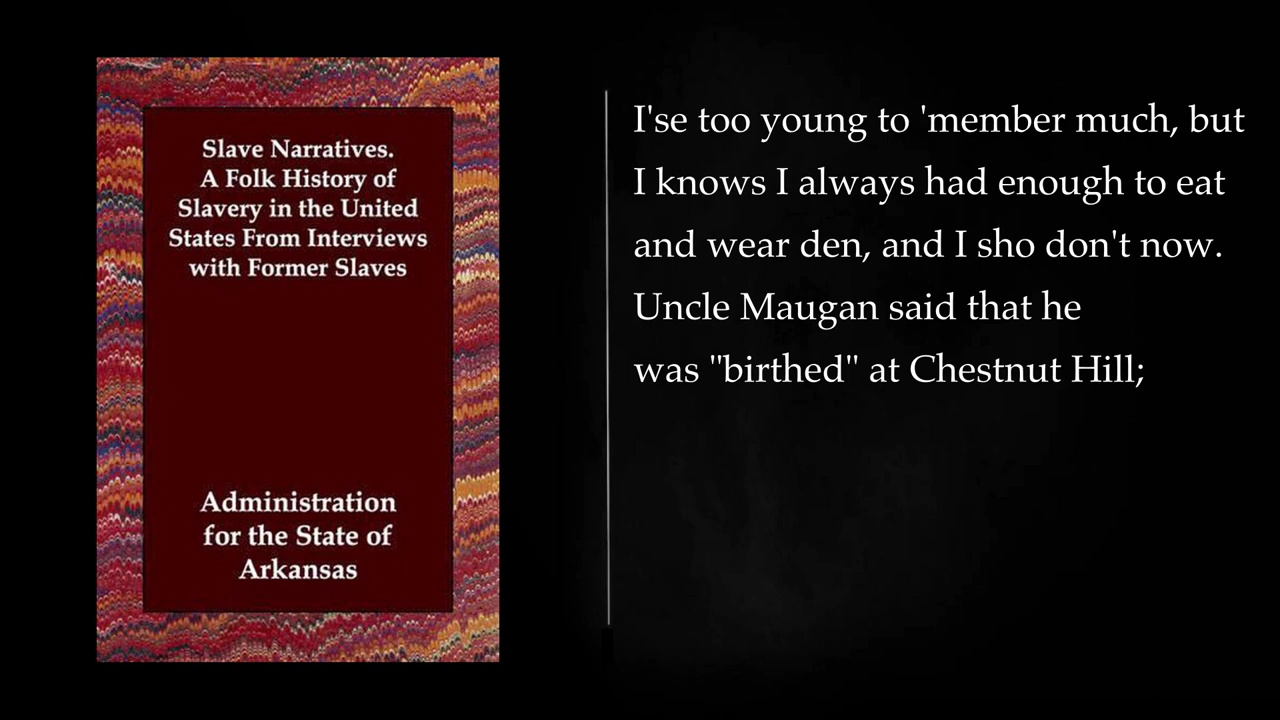 Slave Narratives.
A Folk History of
Slavery in the United
States From Interviews
with Former Slaves
Administration
for the State of
Arkansas
I'se too young to 'member much, but
I knows I always had enough to eat
and wear den, and I sho don't now.
Uncle Maugan said that he
was "birthed" at Chestnut Hill;